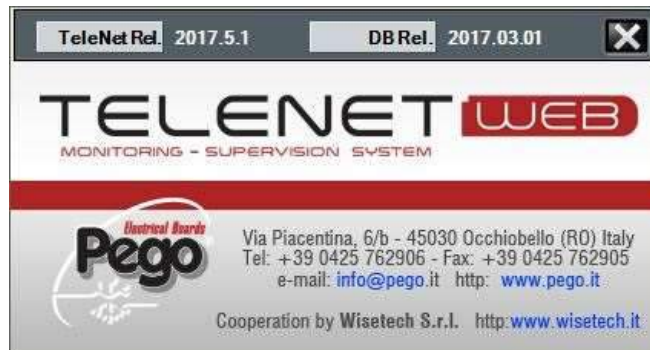 TeleNet Rel. 2017.5.1 DB Rel. 2017.03.01 X
TELENET WEB
MONITORING - SUPERVISION SYSTEM
Electrical Boards
Pego
Via Piacentina, 6/b - 45030 Occhiobello (RO) Italy
Tel: +39 0425 762906 - Fax: +39 0425 762905
e-mail: info@pego.it http: www.pego.it
Cooperation by Wisetech S.r.l. http:www.wisetech.it